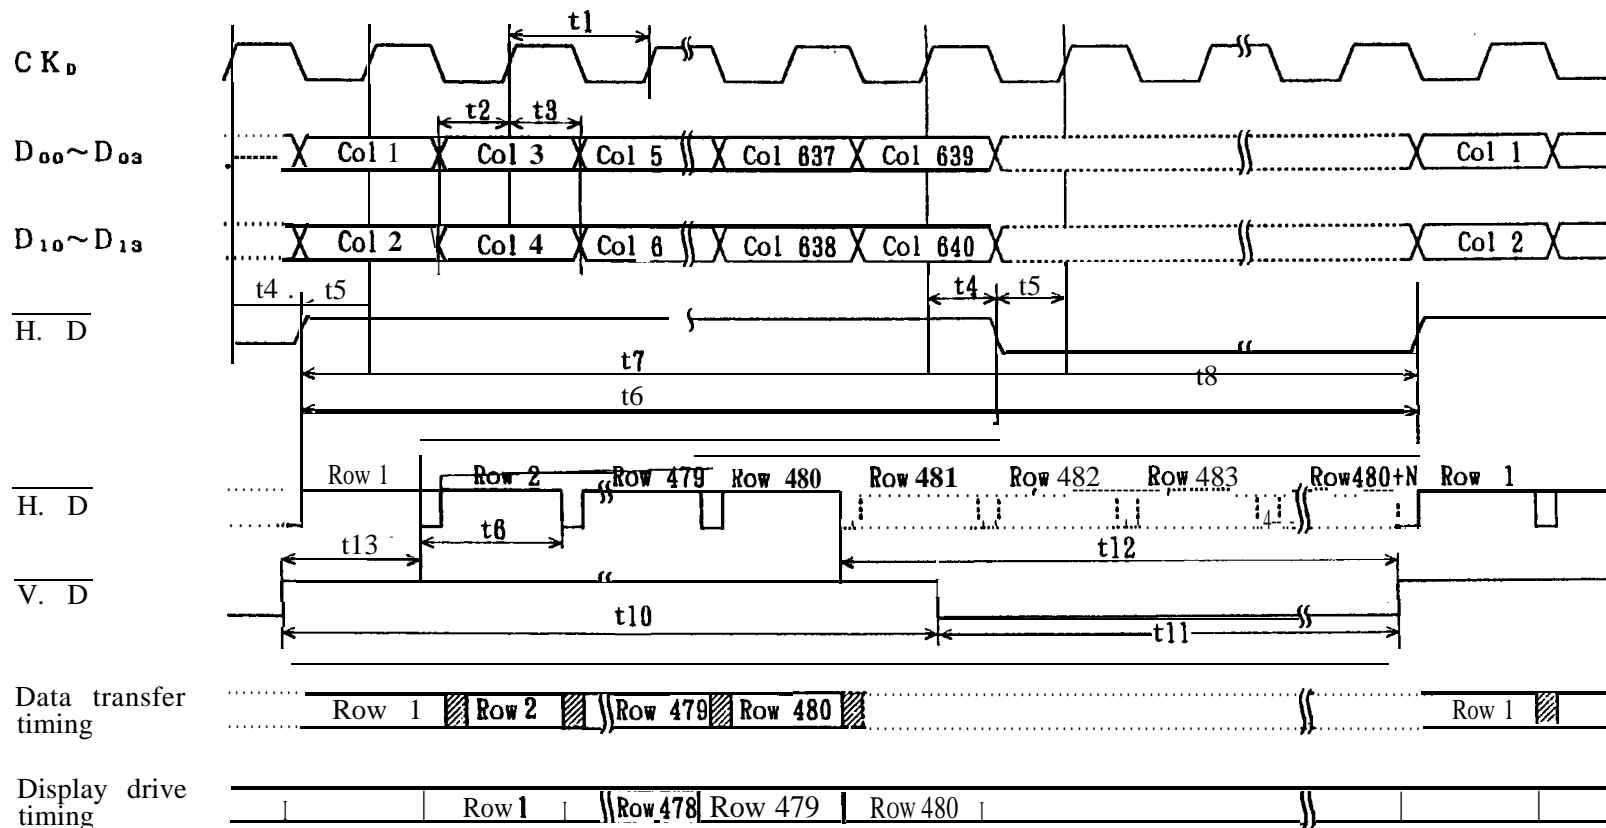 t1
CKD
t2 t3
D00~D03 Col 1 Col 3 Col 5 Col 637 Col 639 Col 1
D10~D13 Col 2 Col 4 Col 6 Col 638 Col 640 Col 2
t4 t5 t4 t5
H. D
t7 t8
t6
Row 1 Row 2 Row 479 Row 480 Row 481 Row 482 Row 483 Row480+N Row 1
H. D
t13 t6 t12
V. D
t10 t11
Data transfer Row 1 Row 2 Row 479 Row 480 Row 1
timing
Display drive Row 1 Row 478 Row 479 Row 480
timing